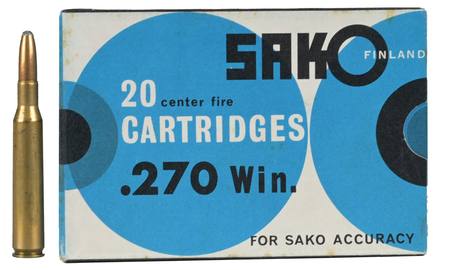 SAKO
FINLAND
20 center fire
CARTRIDGES
.270 Win.
FOR SAKO ACCURACY